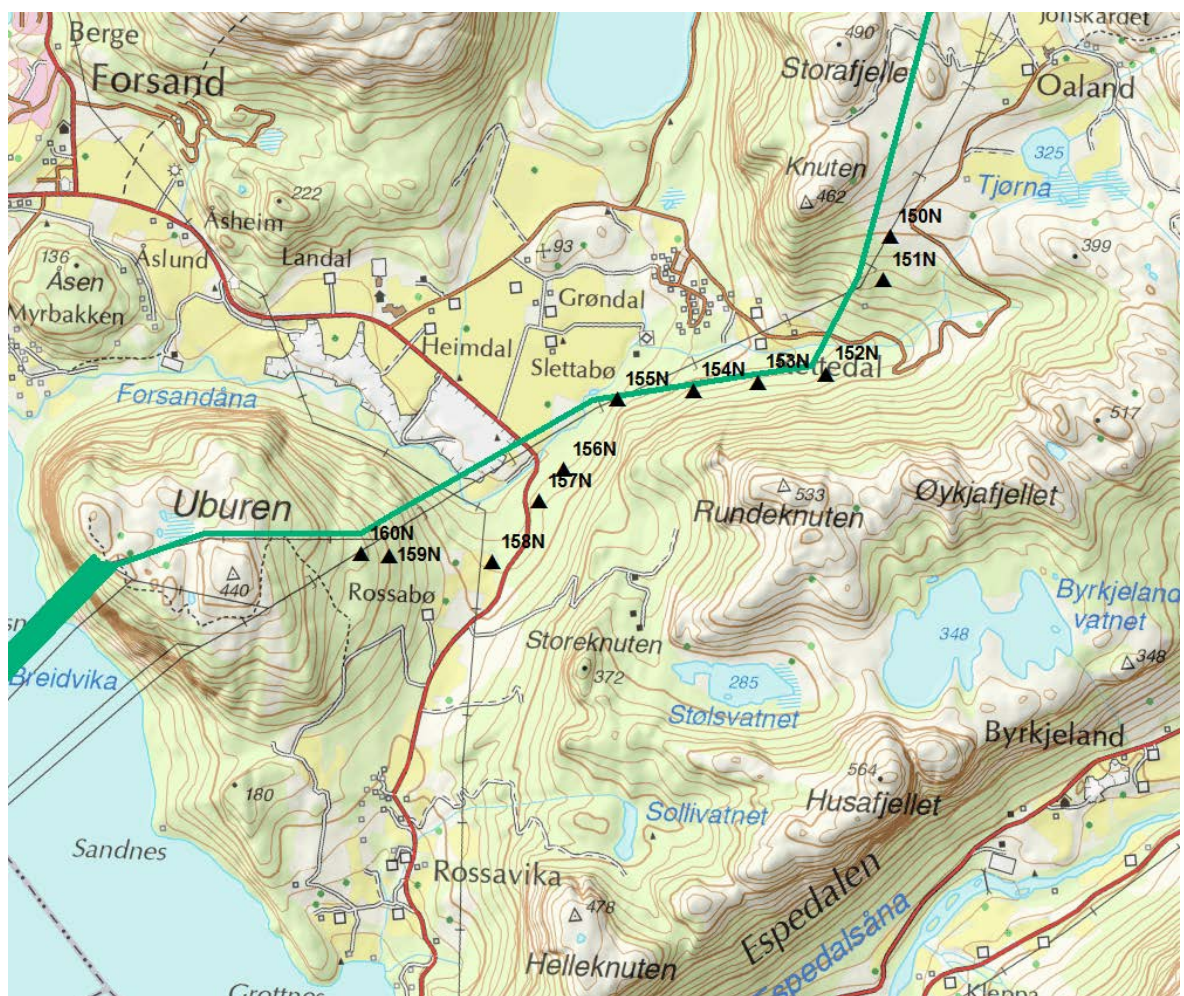 Jonskardet
Berge
490
Storafjelle
Forsand
Oaland
325
Knuten
Tjørna
462
222
150N
Åsheim
93
399
136
Åslund
Landal
151N
Åsen
Grøndal
Myrbakken
Heimdal
Slettabø
152N
153N
154N
155N
Forsandåna
517
156N
Uburen
157N
533
Øykjafjellet
Rundeknuten
160N
158N
159N
440
Rossabø
Byrkjeland
vatnet
Storeknuten
348
348
372
285
Breidvika
Stølsvatnet
Byrkjeland
564
180
Husafjellet
Sollivatnet
Sandnes
Rossavika
Espedalen
478
Espedalsåna
Helleknuten
Grottnes
Kleppa